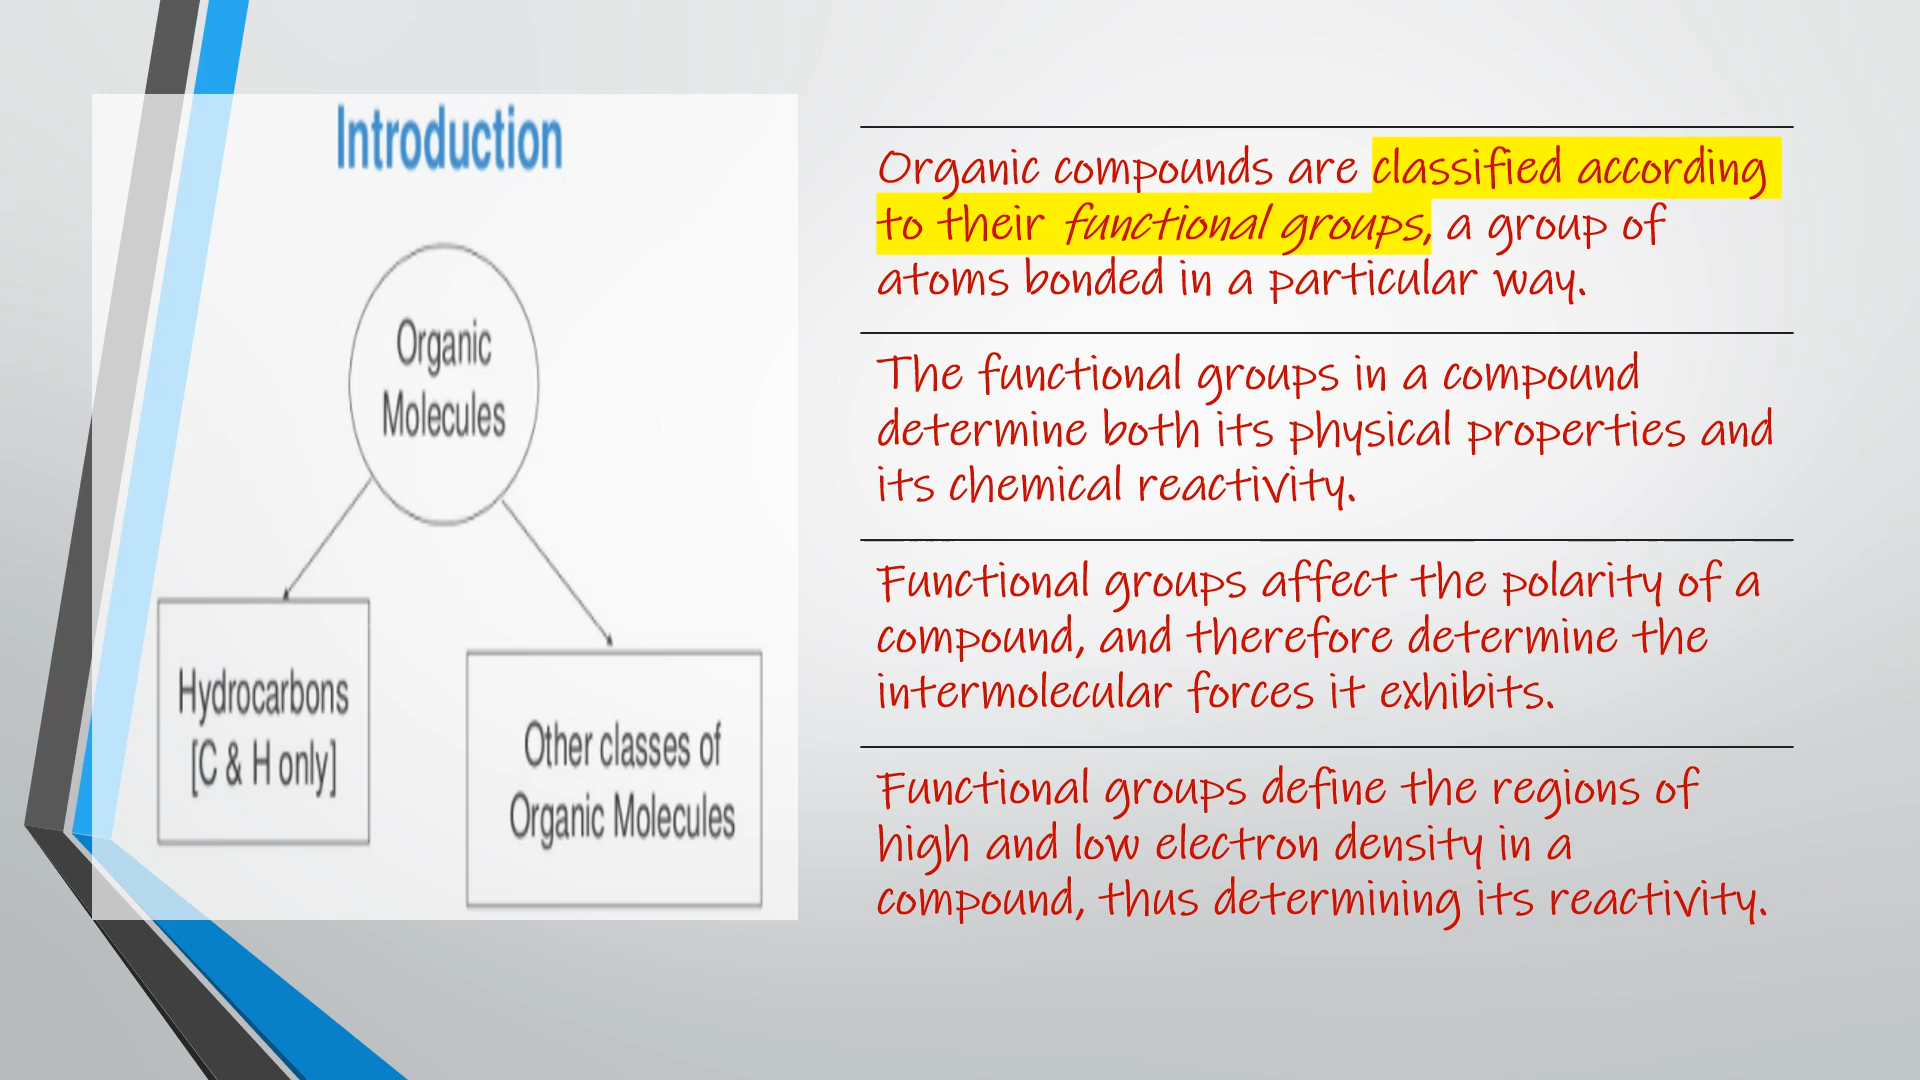 Introduction
Organic
Molecules
Hydrocarbons
[C & H only]
Other classes of
Organic Molecules
Organic compounds are classified according
to their functional groups, a group of
atoms bonded in a particular way.
The functional groups in a compound
determine both its physical properties and
its chemical reactivity.
Functional groups affect the polarity of a
compound, and therefore determine the
intermolecular forces it exhibits.
Functional groups define the regions of
high and low electron density in a
compound, thus determining its reactivity.